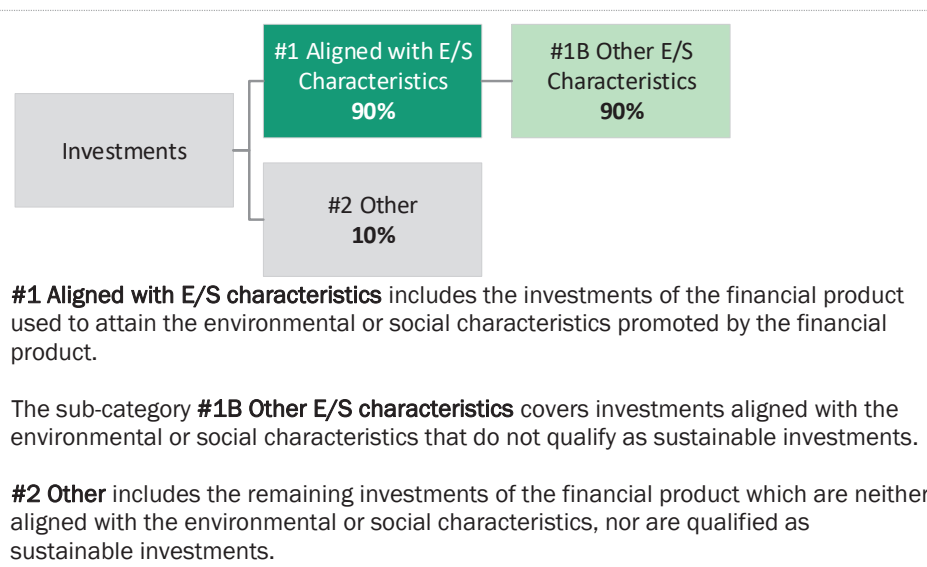 #1 Aligned with E/S
Characteristics
90%
#1B Other E/S
Characteristics
90%
Investments
#2 Other
10%
#1 Aligned with E/S characteristics includes the investments of the financial product
used to attain the environmental or social characteristics promoted by the financial
product.
The sub-category #1B Other E/S characteristics covers investments aligned with the
environmental or social characteristics that do not qualify as sustainable investments.
#2 Other includes the remaining investments of the financial product which are neither
aligned with the environmental or social characteristics, nor are qualified as
sustainable investments.